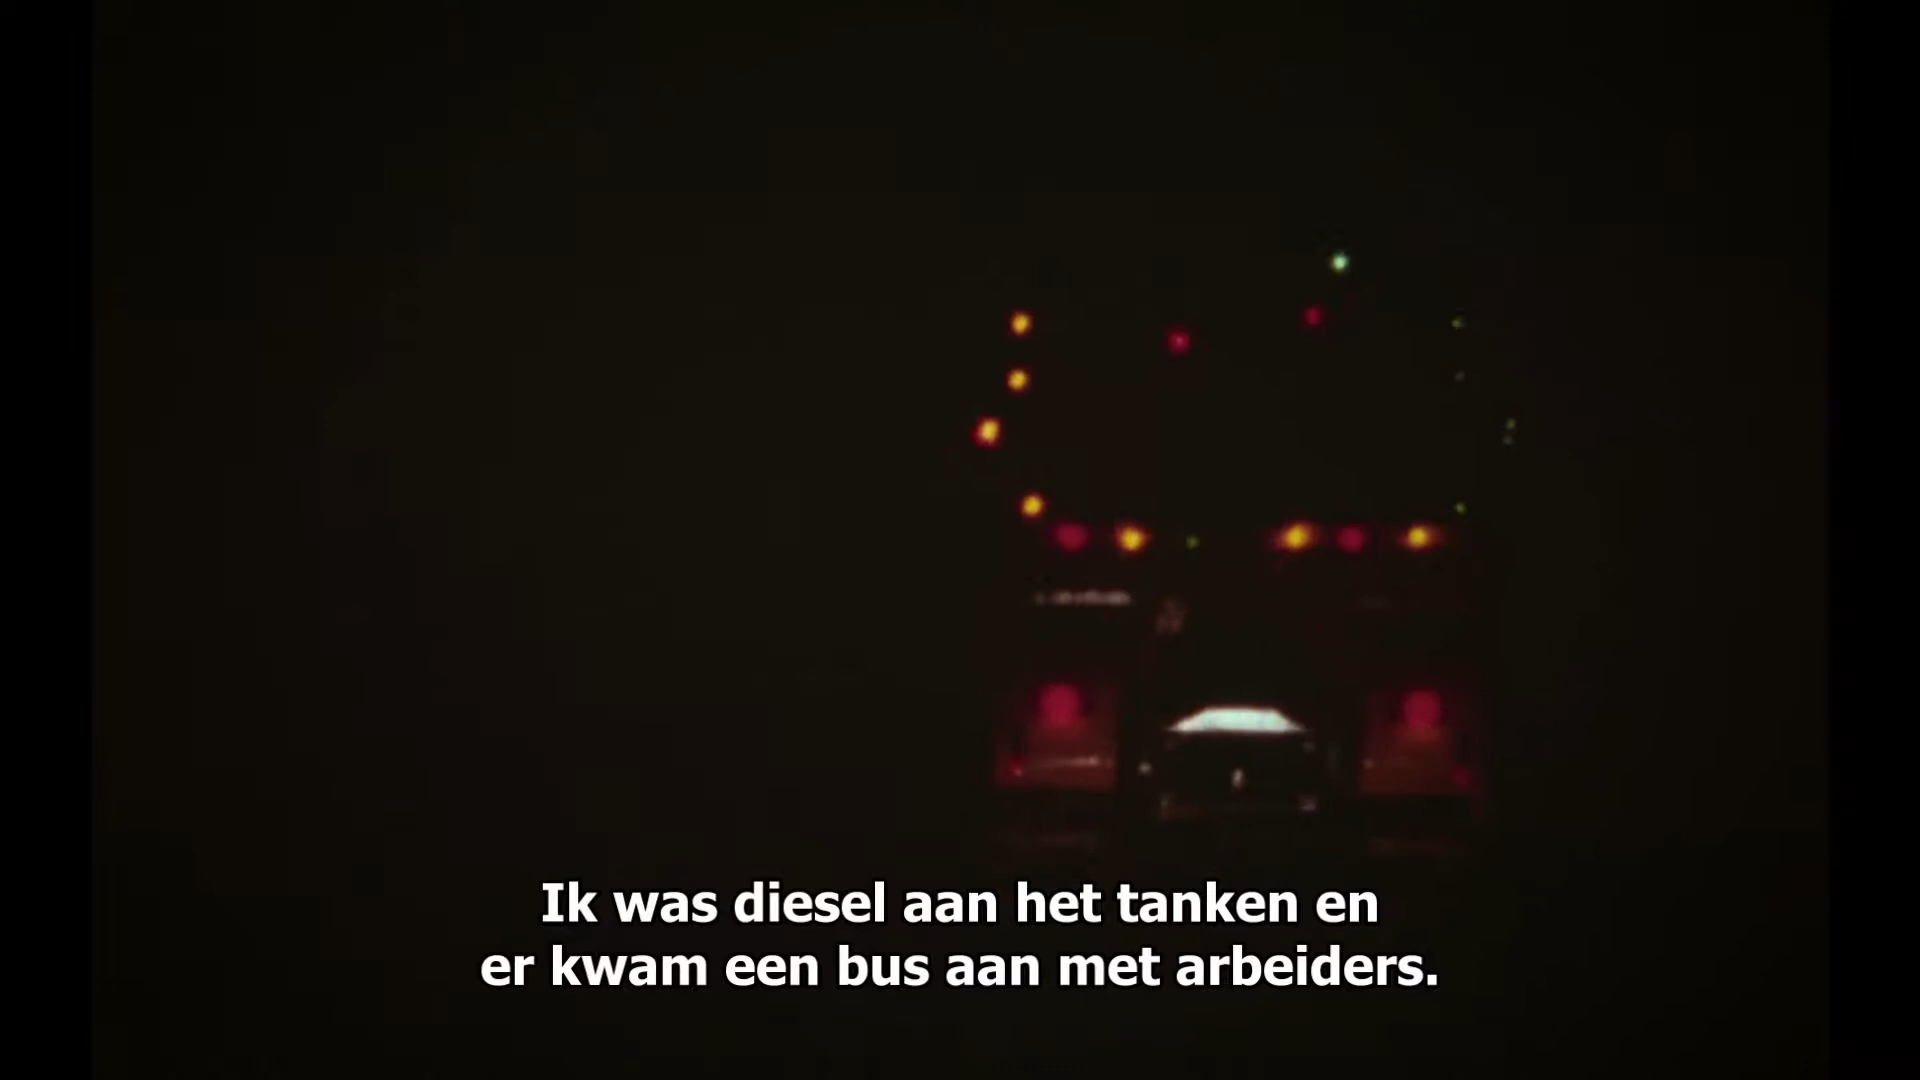 Ik was diesel aan het tanken en
er kwam een bus aan met arbeiders.